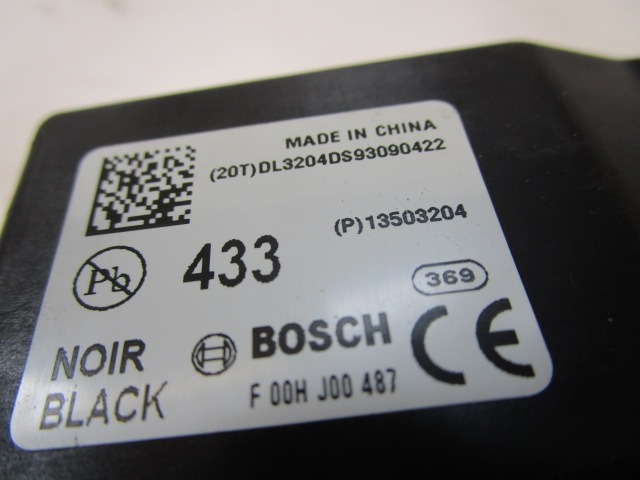 MADE IN CHINA
(20T)DL3204DS93090422
(P)13503204
Pb
433
369
NOIR
BLACK
BOSCH
CE
F 00H J00 487